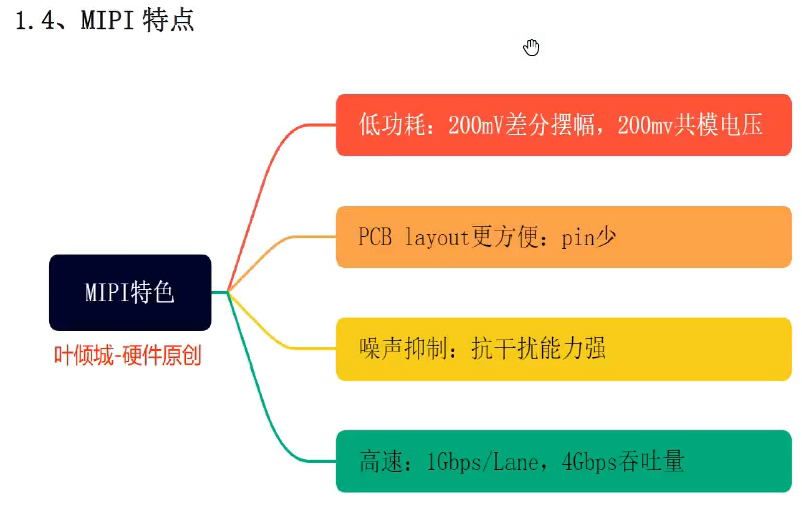 1.4、MIPI 特点
低功耗：200mV差分摆幅，200mv共模电压
PCB layout更方便：pin少
MIPI特色
叶倾城-硬件原创
噪声抑制：抗干扰能力强
高速：1Gbps/Lane，4Gbps吞吐量